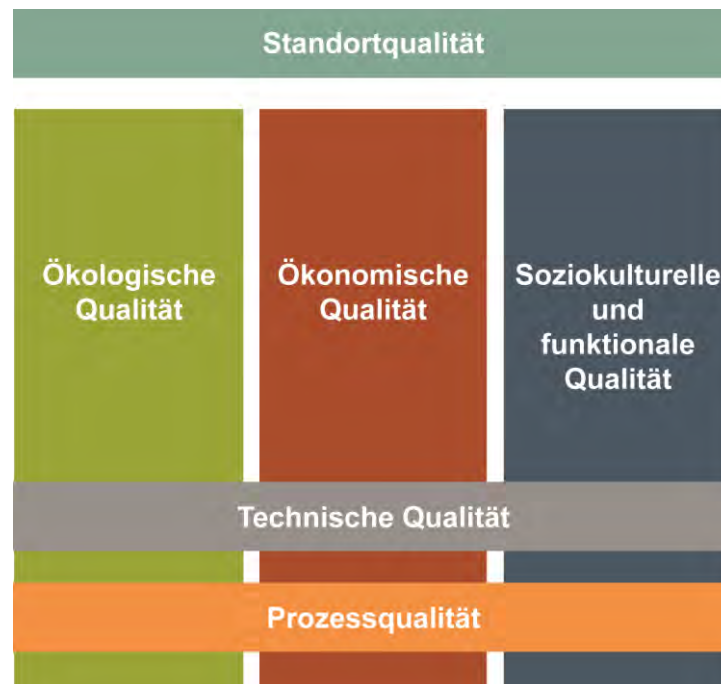 Standortqualität
Ökologische
Qualität
Ökonomische
Qualität
Soziokulturelle
und
funktionale
Qualität
Technische Qualität
Prozessqualität